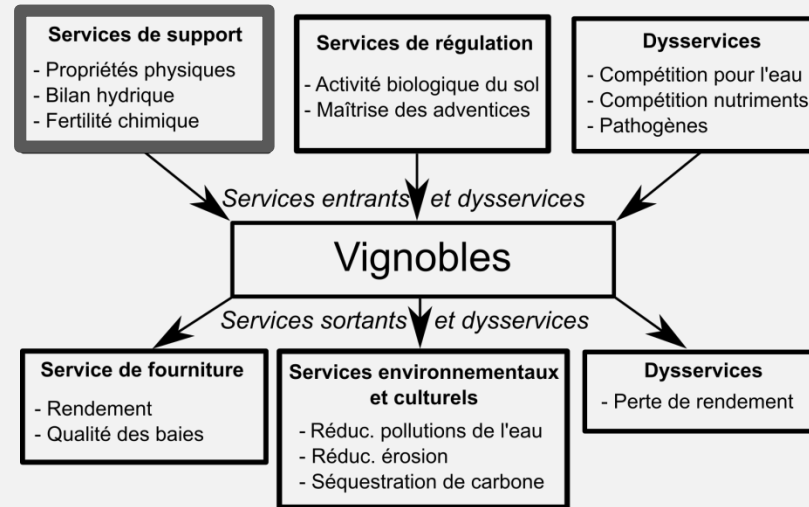 Services de support
- Propriétés physiques
- Bilan hydrique
- Fertilité chimique
Services de régulation
- Activité biologique du sol
- Maîtrise des adventices
Dysservices
- Compétition pour l'eau
- Compétition nutriments
- Pathogènes
Services entrants et dysservices
Vignobles
Services sortants et dysservices
Service de fourniture
- Rendement
- Qualité des baies
Services environnementaux
et culturels
- Réduc. pollutions de l'eau
- Réduc. érosion
- Séquestration de carbone
Dysservices
- Perte de rendement